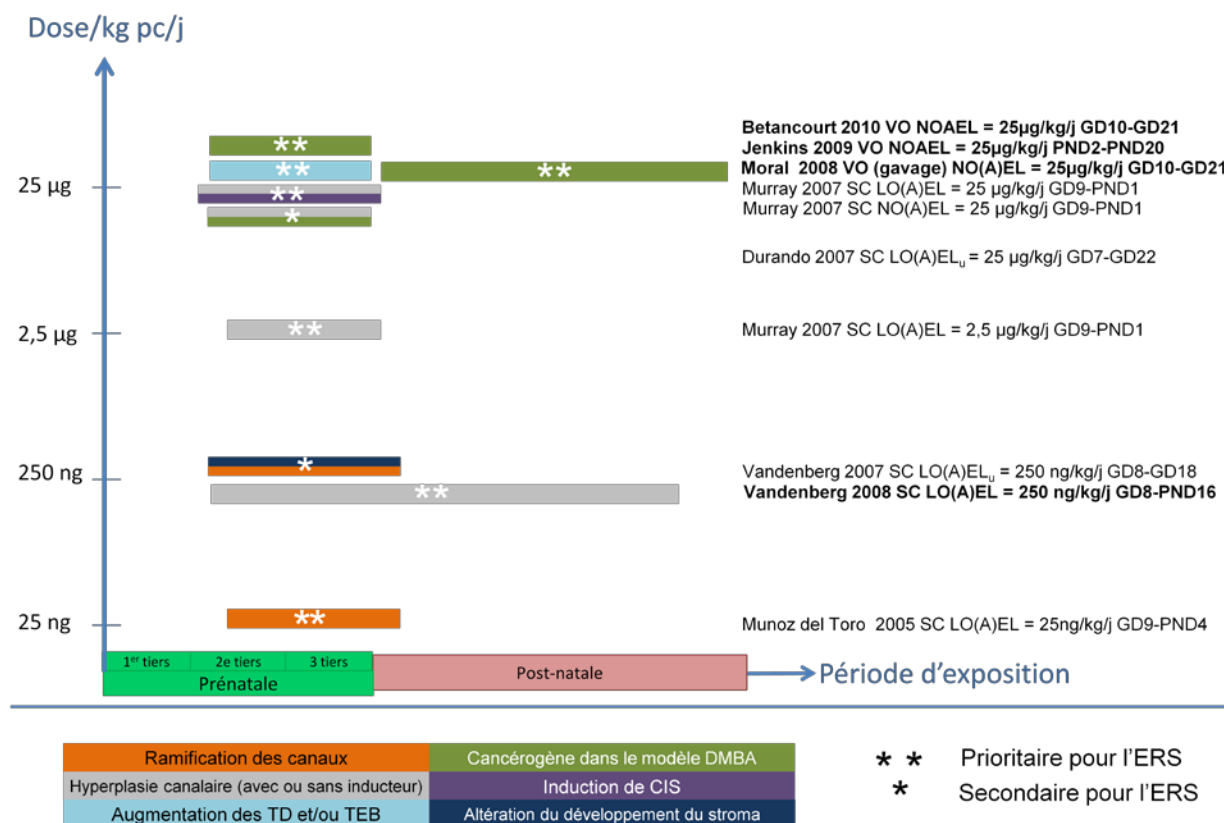 Dose/kg pc/j
**
**
**
**
*
25 µg
Betancourt 2010 VO NOAEL = 25µg/kg/j GD10-GD21
Jenkins 2009 VO NOAEL = 25µg/kg/j PND2-PND20
Moral 2008 VO (gavage) NO(A)EL = 25µg/kg/j GD10-GD21
Murray 2007 SC LO(A)EL = 25 µg/kg/j GD9-PND1
Murray 2007 SC NO(A)EL = 25 µg/kg/j GD9-PND1
Durando 2007 SC LO(A)ELu = 25 µg/kg/j GD7-GD22
2,5 µg
**
Murray 2007 SC LO(A)EL = 2,5 µg/kg/j GD9-PND1
250 ng
*
**
Vandenberg 2007 SC LO(A)ELu = 250 ng/kg/j GD8-GD18
Vandenberg 2008 SC LO(A)EL = 250 ng/kg/j GD8-PND16
25 ng
**
Munoz del Toro 2005 SC LO(A)EL = 25ng/kg/j GD9-PND4
1er tiers 2e tiers 3 tiers
Prénatale
Post-natale
Période d'exposition
Ramification des canaux
Cancérogène dans le modèle DMBA
Hyperplasie canalaire (avec ou sans inducteur)
Induction de CIS
Augmentation des TD et/ou TEB
Altération du développement du stroma
* * Prioritaire pour l'ERS
* Secondaire pour l'ERS